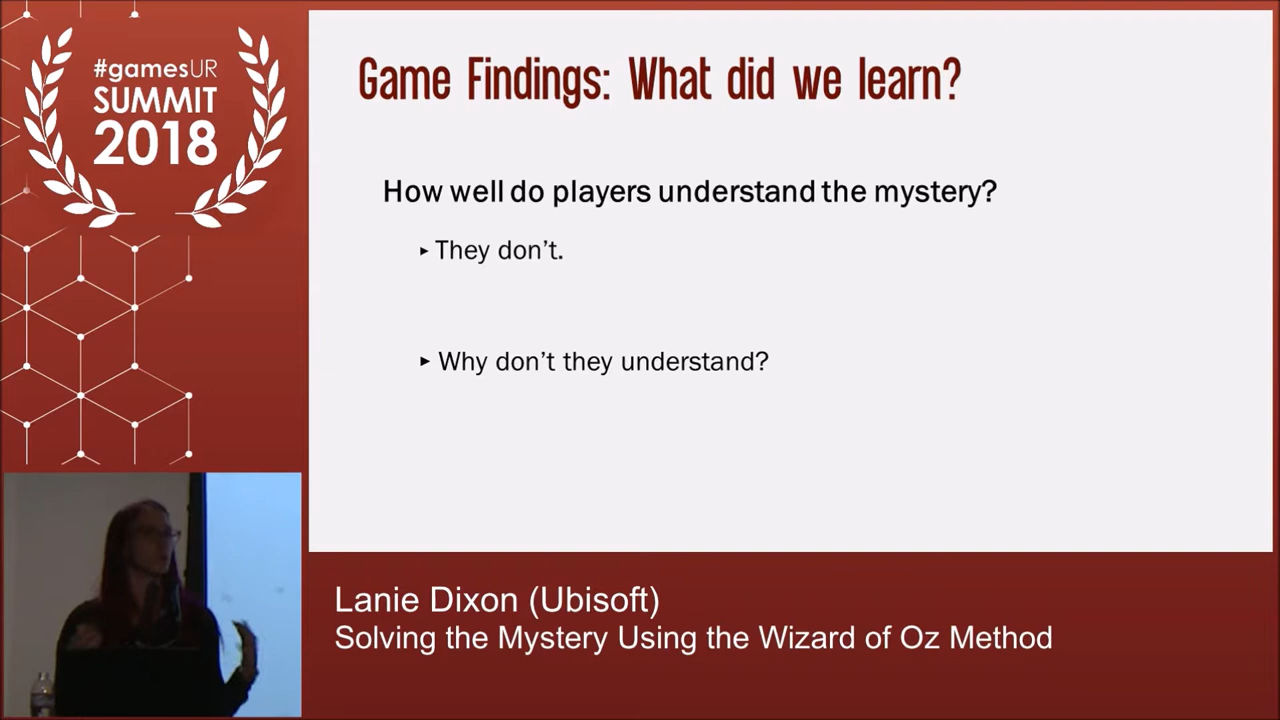 #gamesUR
SUMMIT
2018
Game Findings: What did we learn?
How well do players understand the mystery?
▸ They don't.
▸ Why don't they understand?
Lanie Dixon (Ubisoft)
Solving the Mystery Using the Wizard of Oz Method